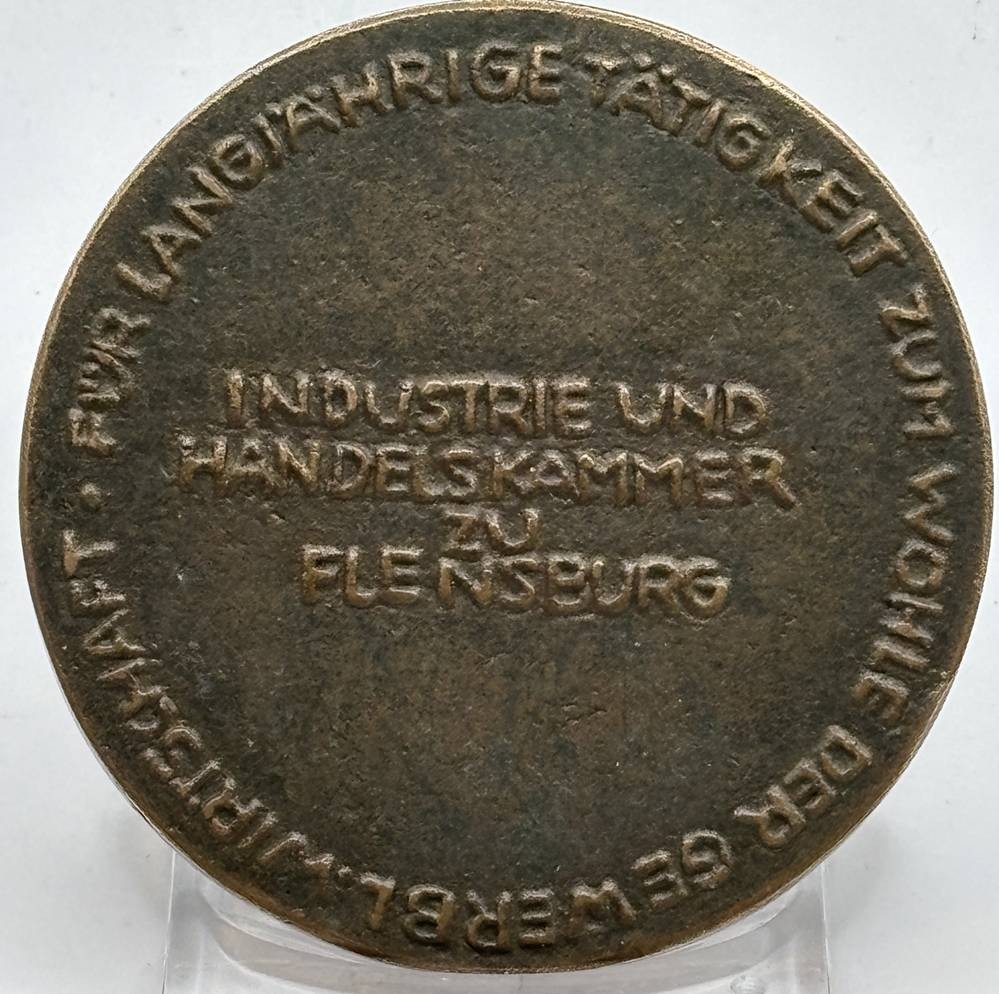 FÜR LANGJÄHRIGE TÄTIGKEIT ZUM WOHLE DER GEWERBL. WIRTSCHAFT •
INDUSTRIE UND
HANDELSKAMMER
ZU
FLENSBURG